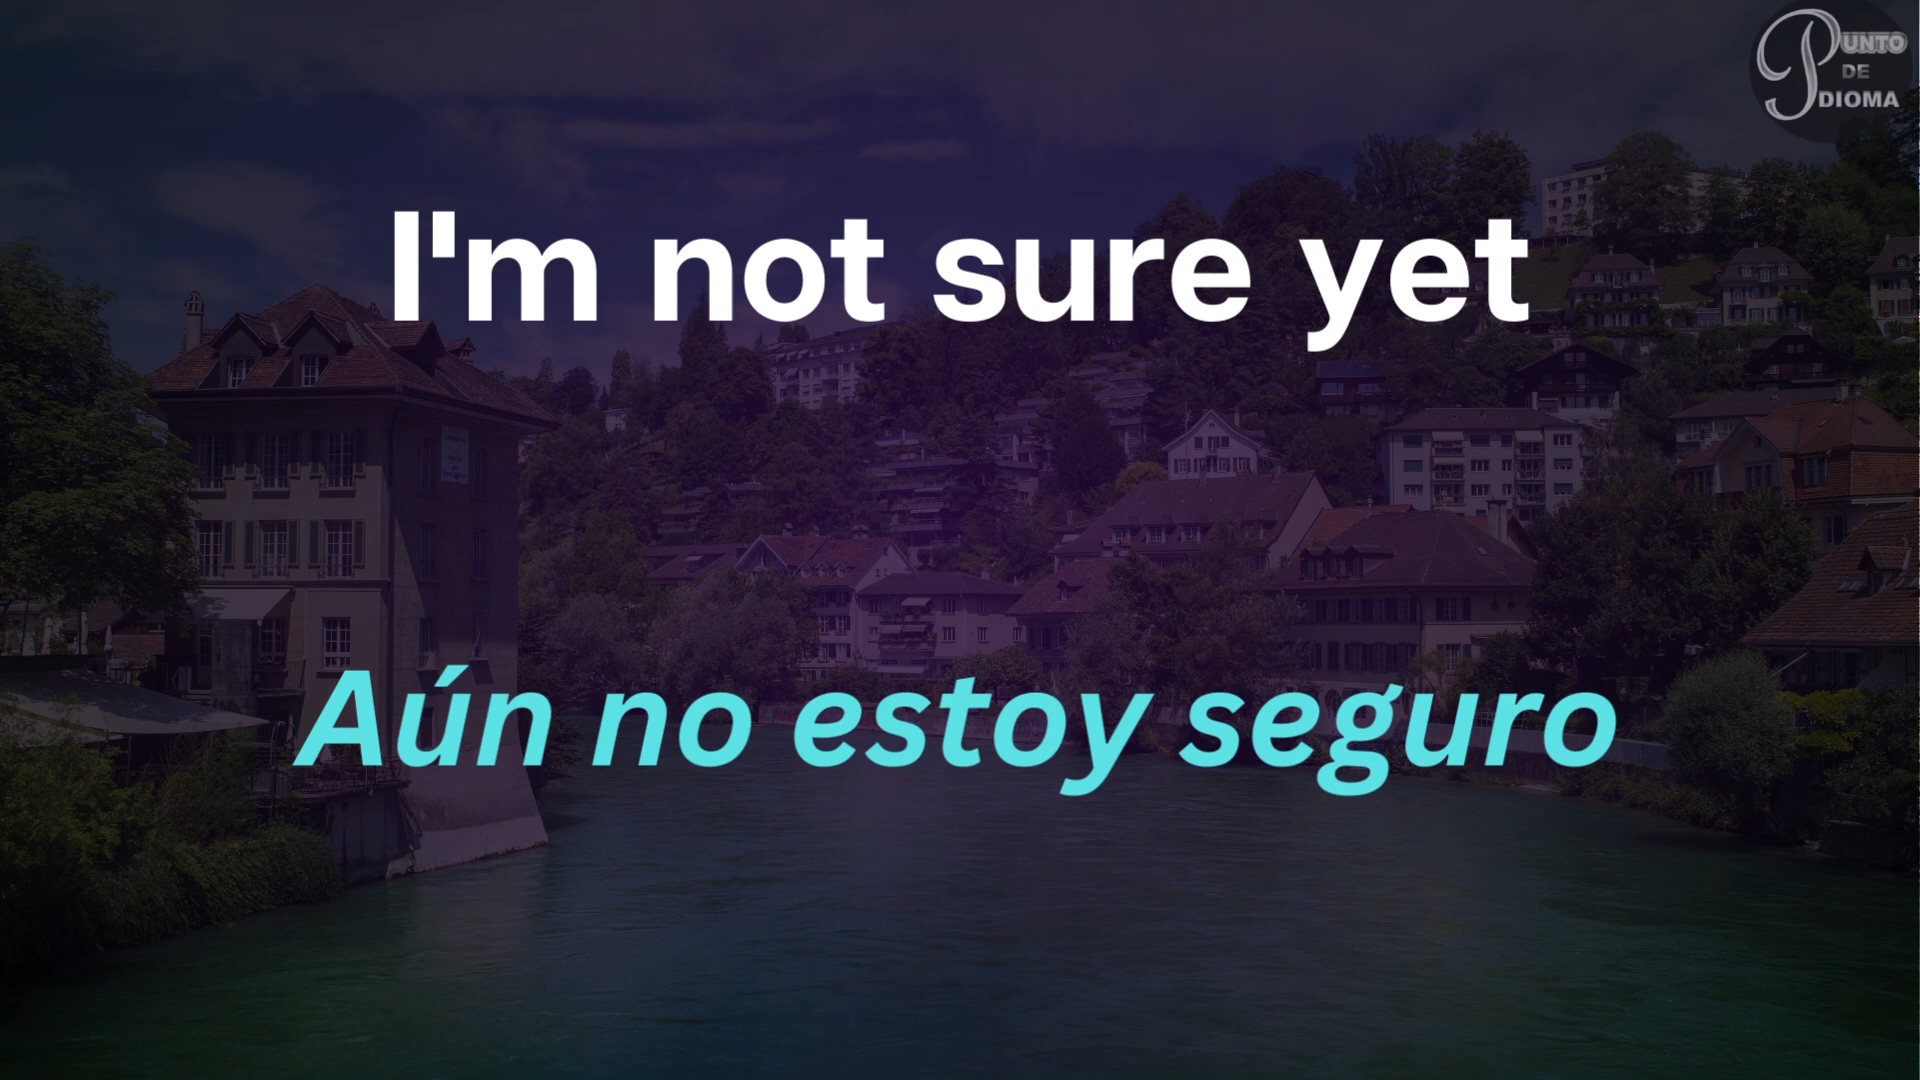 PUNTO
DE
IDIOMA
I'm not sure yet
Aún no estoy seguro